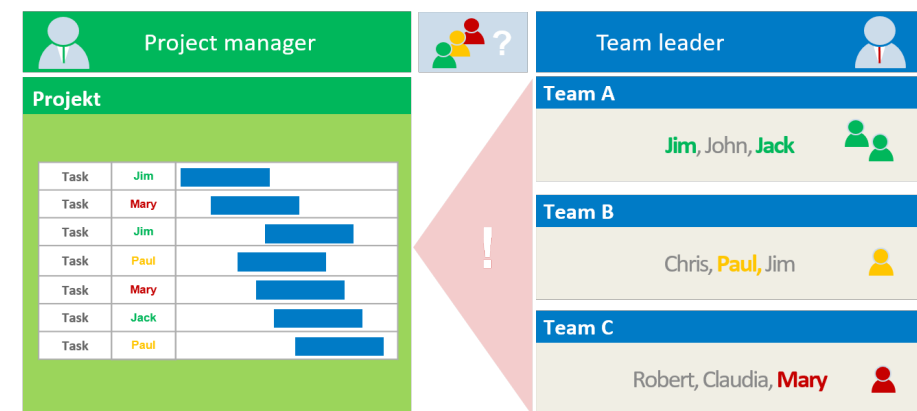 Project manager
?
Team leader
Projekt
Task Jim
Task Mary
Task Jim
Task Paul
Task Mary
Task Jack
Task Paul
!
Team A
Jim, John, Jack
Team B
Chris, Paul, Jim
Team C
Robert, Claudia, Mary